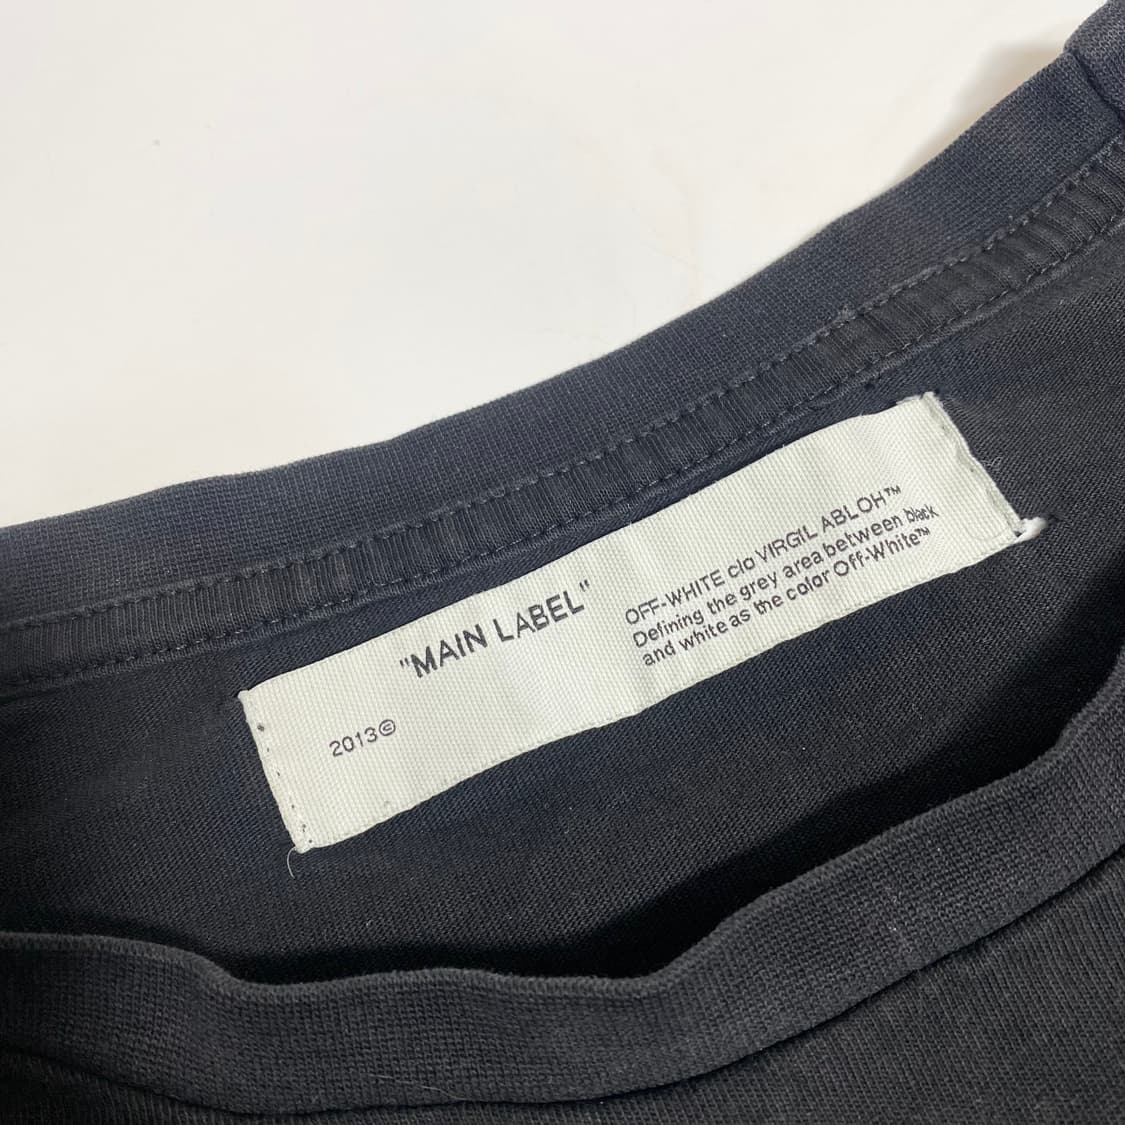 "MAIN LABEL"
2013©
OFF-WHITE c/o VIRGIL ABLOH™
Defining the grey area between black
and white as the color Off-White™